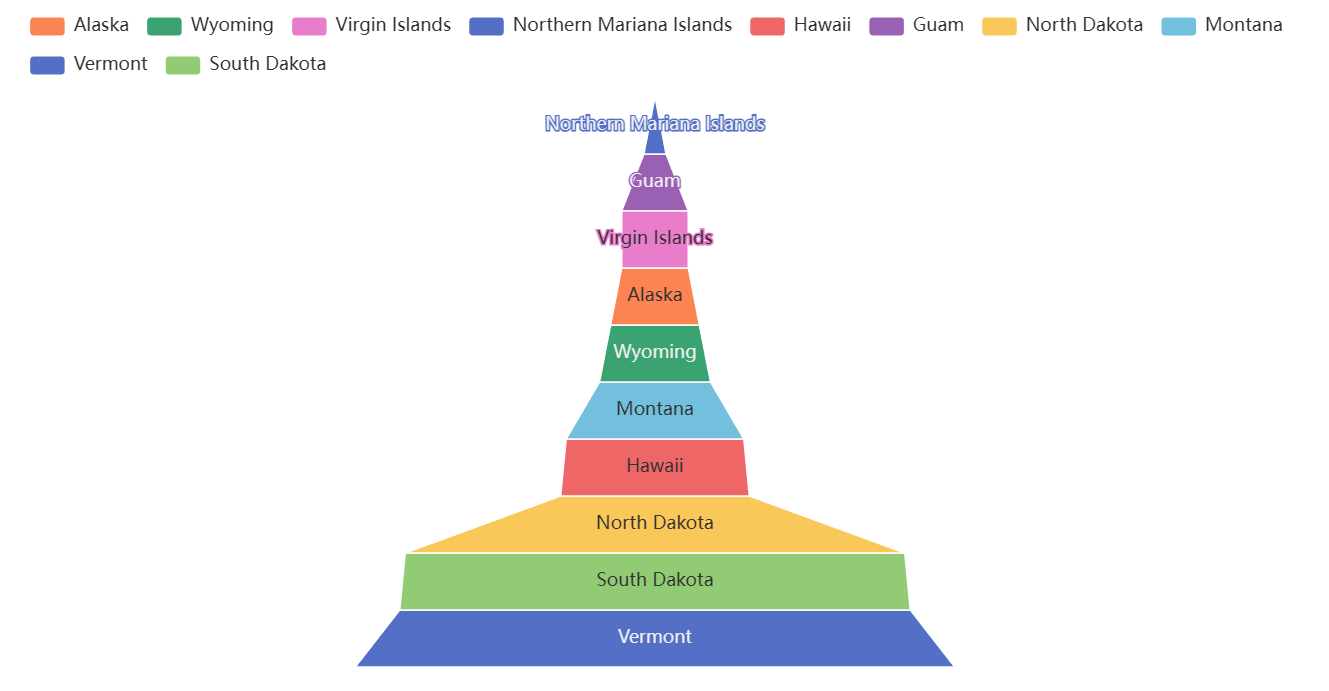 Alaska Wyoming Virgin Islands Northern Mariana Islands Hawaii Guam North Dakota Montana
Vermont South Dakota
Northern Mariana Islands
Guam
Virgin Islands
Alaska
Wyoming
Montana
Hawaii
North Dakota
South Dakota
Vermont